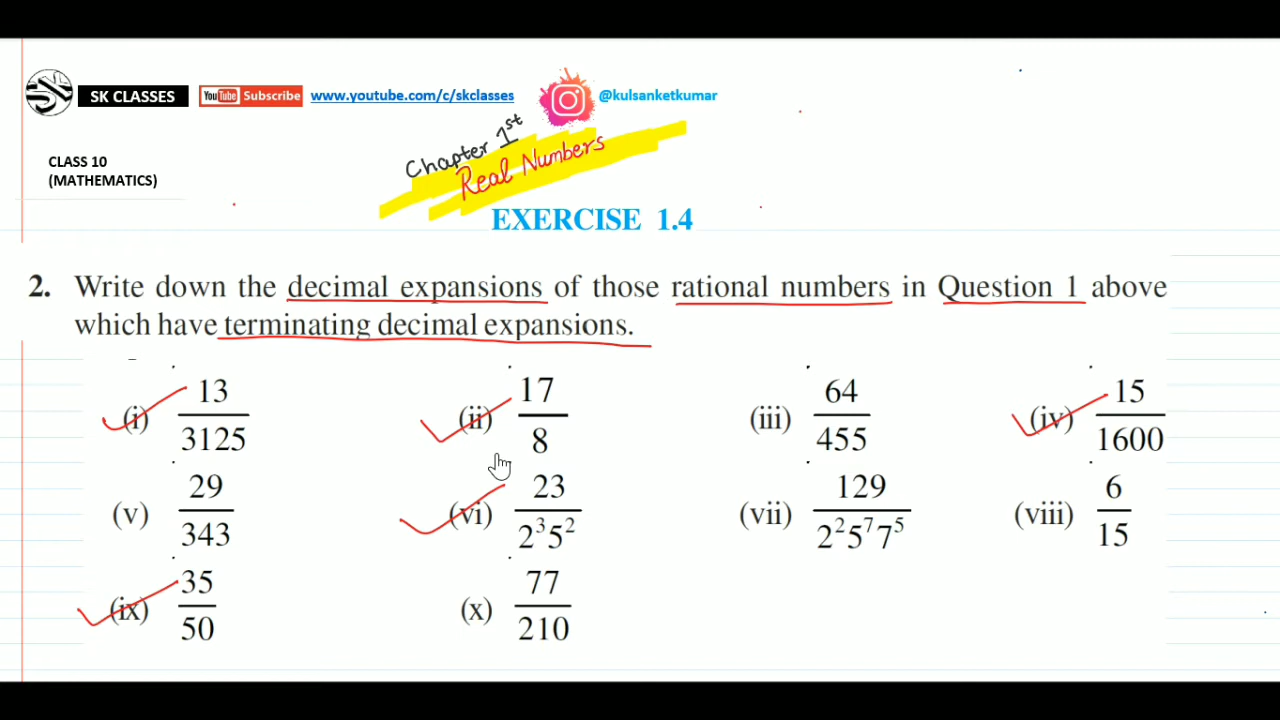 SK CLASSES YouTube Subscribe www.youtube.com/c/skclasses @kulsanketkumar
Chapter 1st
Real Numbers
CLASS 10
(MATHEMATICS)
EXERCISE 1.4
2. Write down the decimal expansions of those rational numbers in Question 1 above
which have terminating decimal expansions.
(i) 13/3125 (ii) 17/8 (iii) 64/455 (iv) 15/1600
(v) 29/343 (vi) 23/2³5² (vii) 129/2²5⁷7⁵ (viii) 6/15
(ix) 35/50 (x) 77/210